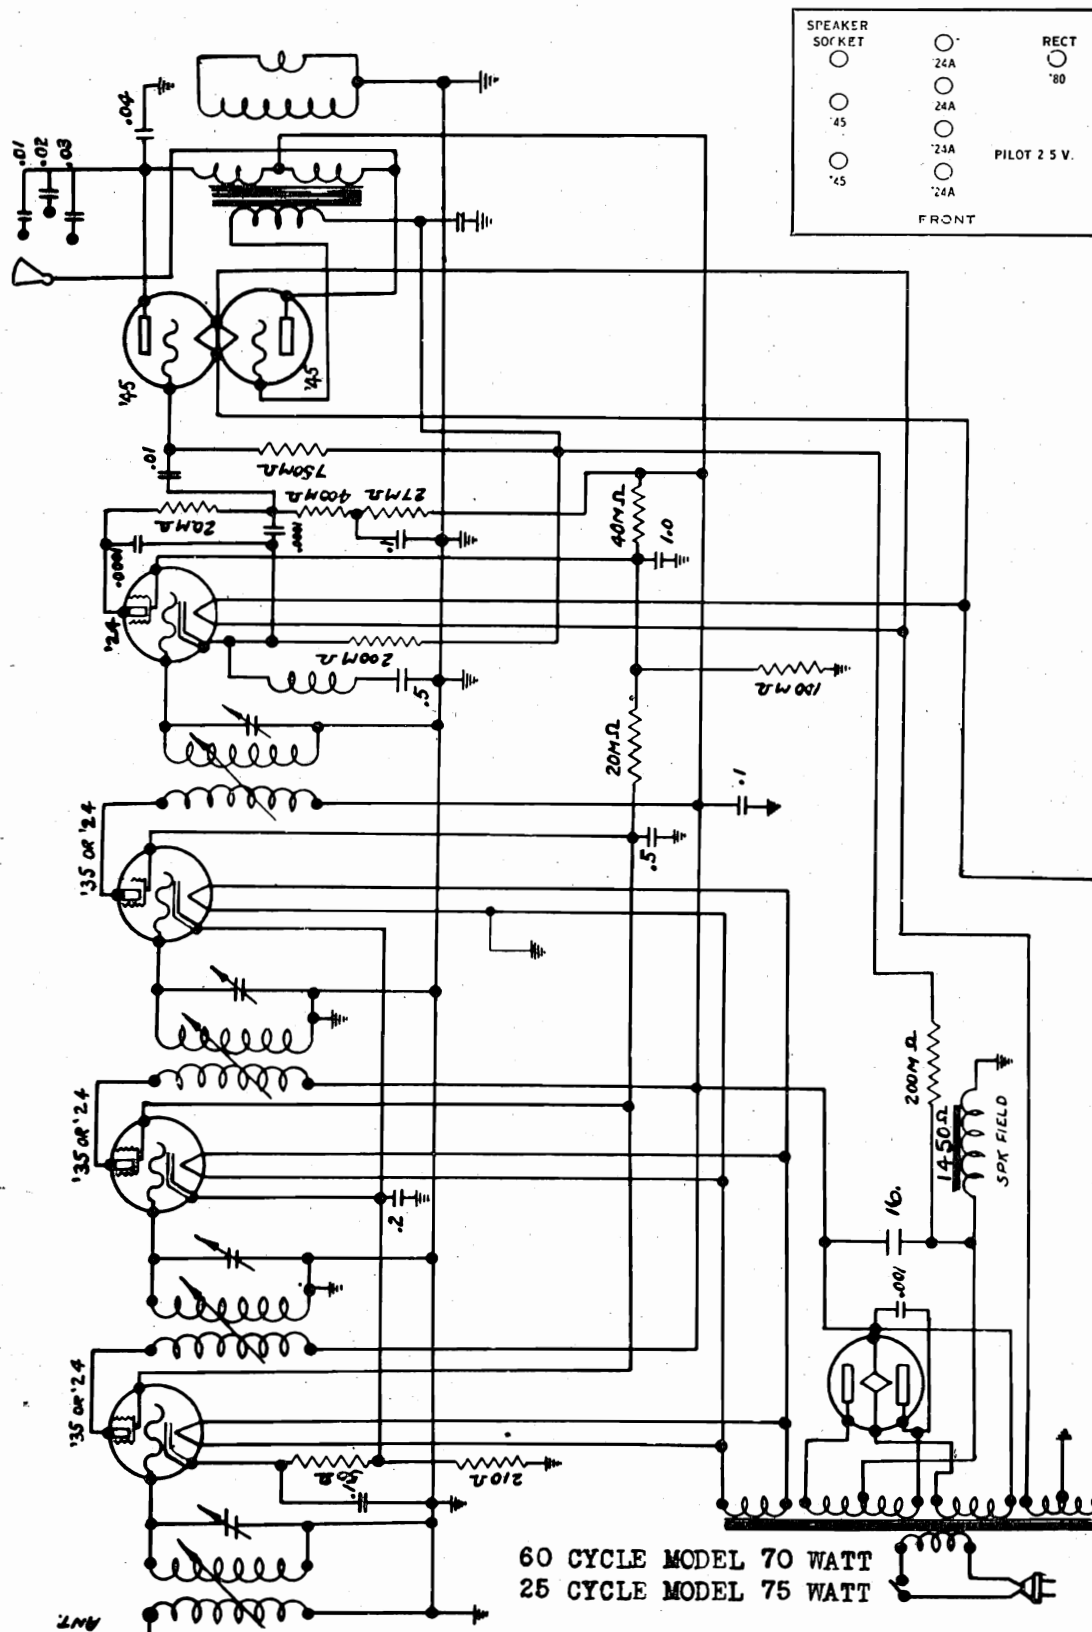 SPEAKER
SOCKET
'24A
RECT
'80
'24A
'45
'24A
PILOT 2 5 V.
'45
'24A
FRONT
.04
.01
.02
.03
'45
'45
.01
750MΩ
400MΩ
27MΩ
20MΩ
.0001
.0001
.1
40MΩ
1.0
'24
200MΩ
.5
100MΩ
20MΩ
.1
'35 OR '24
.5
200MΩ
1450Ω
SPK FIELD
'35 OR '24
.2
16.
.001
'35 OR '24
50Ω
210Ω
.1
60 CYCLE MODEL 70 WATT
25 CYCLE MODEL 75 WATT
ANT.